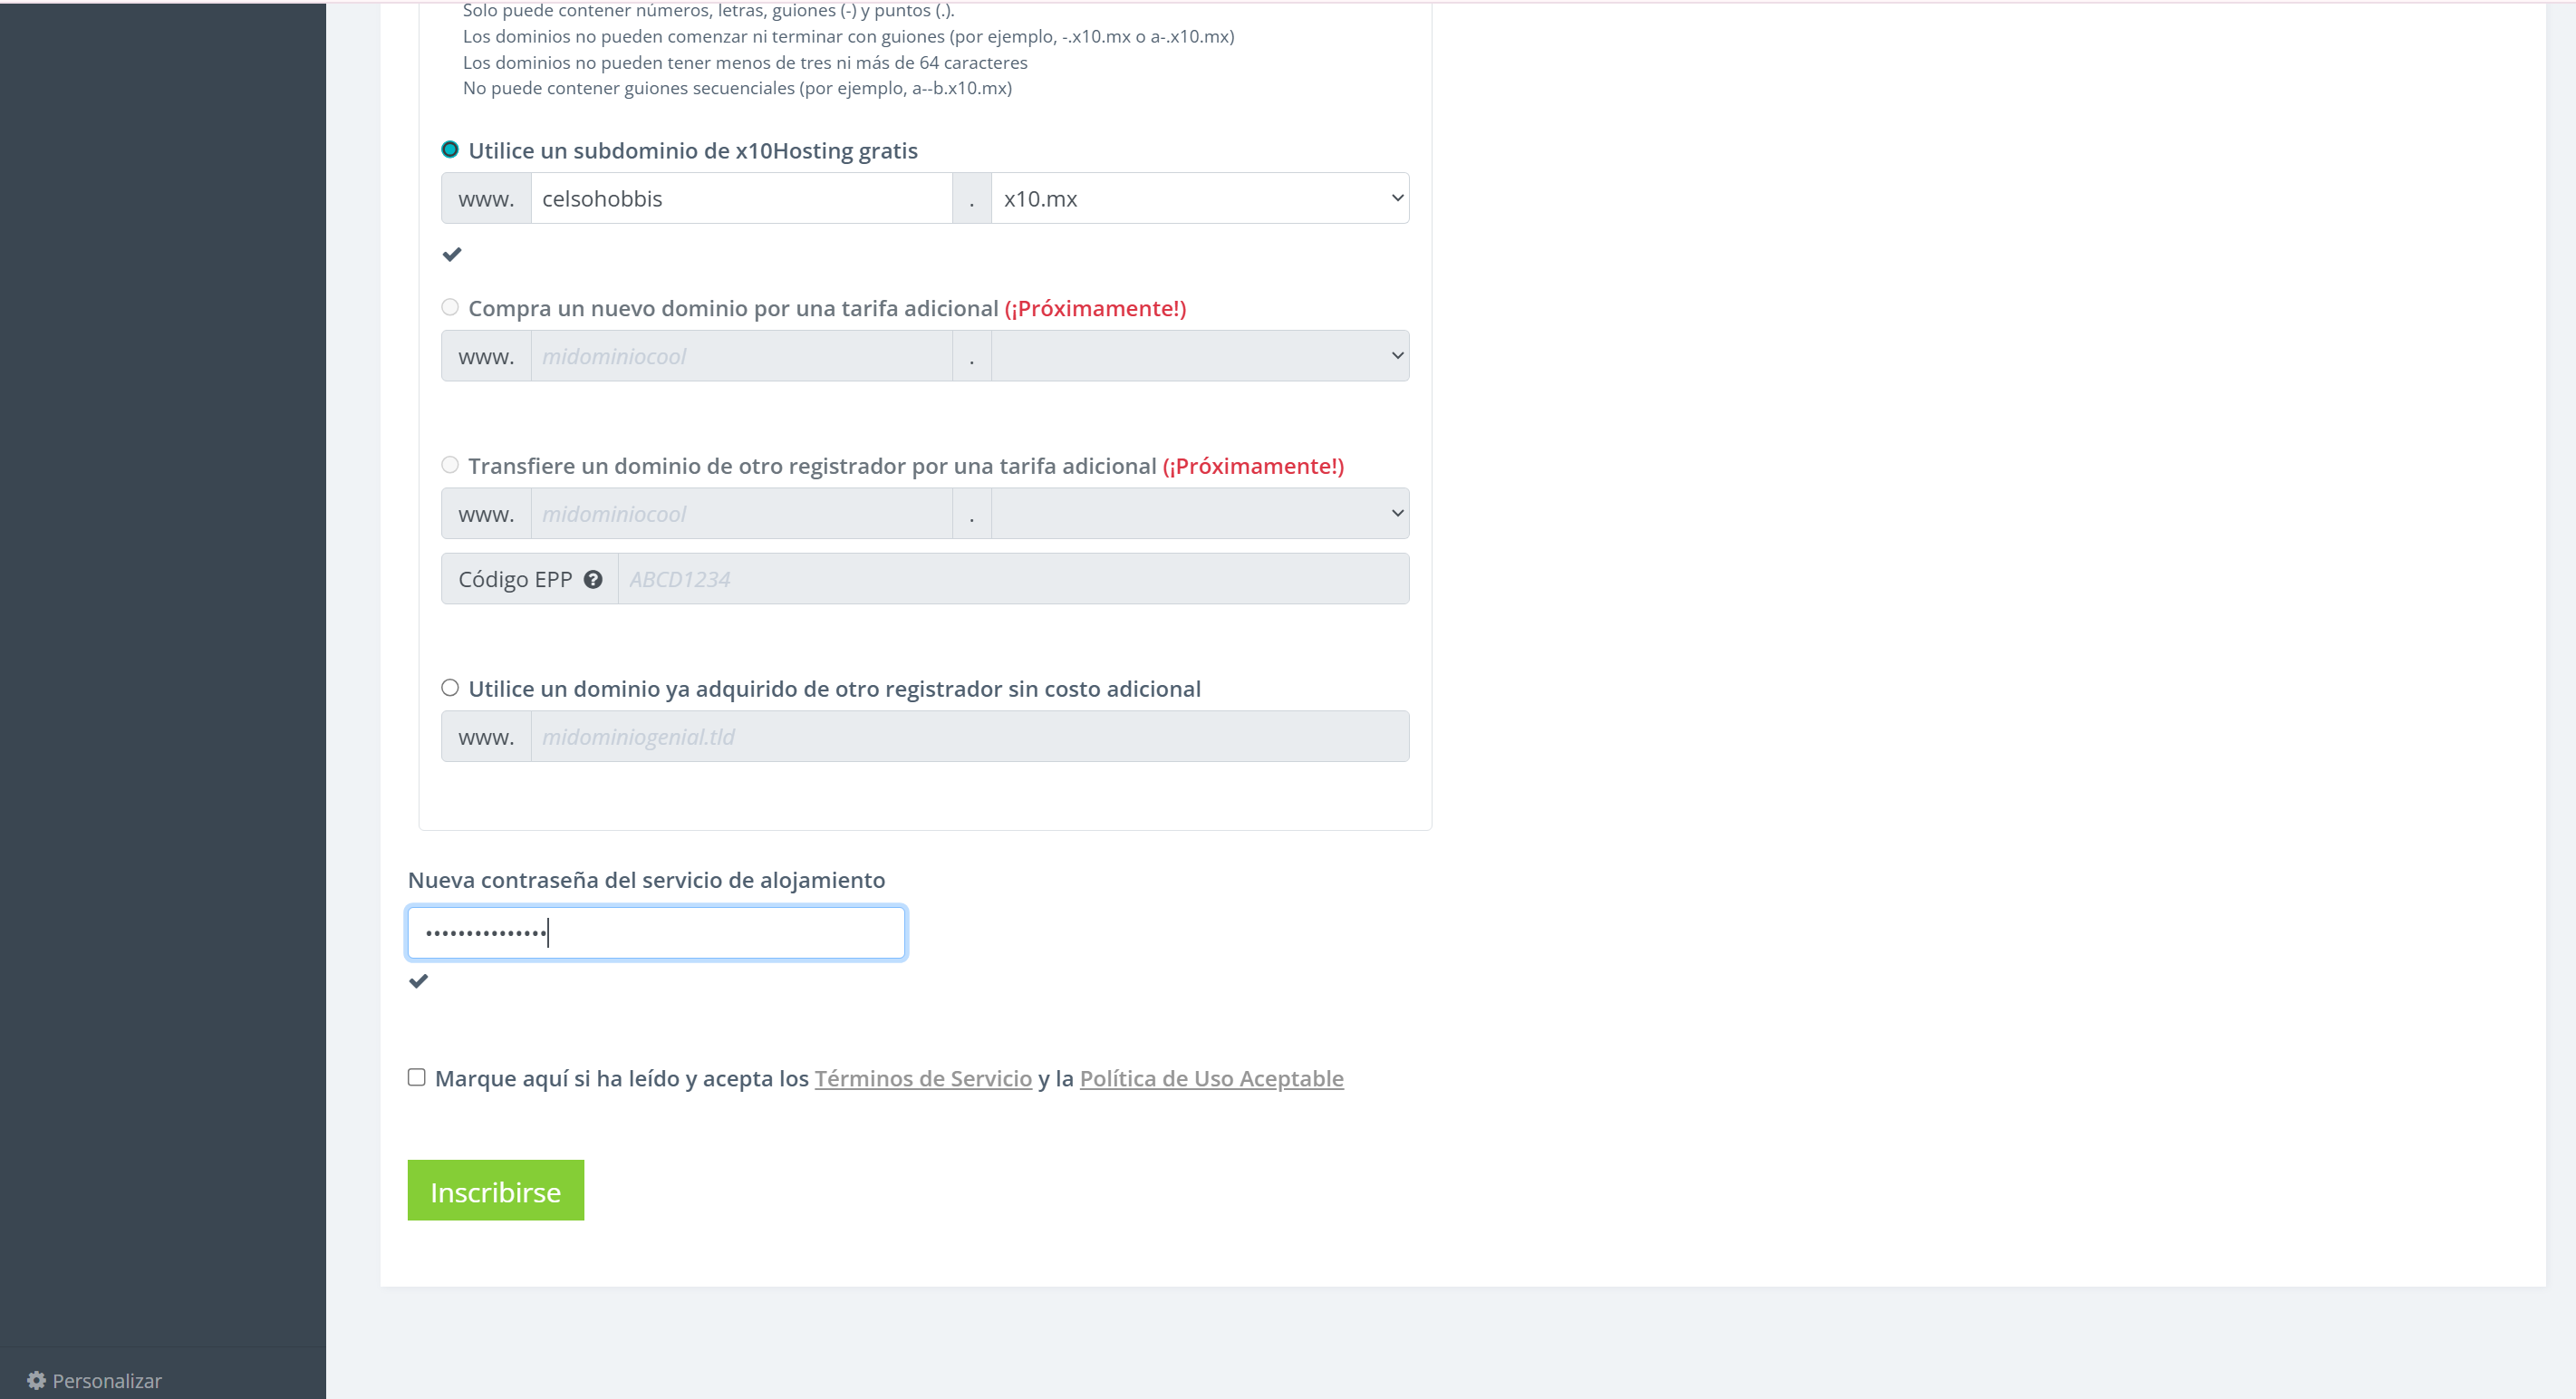 Solo puede contener números, letras, guiones (-) y puntos (.).
Los dominios no pueden comenzar ni terminar con guiones (por ejemplo, -.x10.mx o a-.x10.mx)
Los dominios no pueden tener menos de tres ni más de 64 caracteres
No puede contener guiones secuenciales (por ejemplo, a--b.x10.mx)
Utilice un subdominio de x10Hosting gratis
www. celsohobbis . x10.mx
Compra un nuevo dominio por una tarifa adicional (¡Próximamente!)
www. midominiocool .
Transfiere un dominio de otro registrador por una tarifa adicional (¡Próximamente!)
www. midominiocool .
Código EPP ? ABCD1234
Utilice un dominio ya adquirido de otro registrador sin costo adicional
www. midominiogenial.tld
Nueva contraseña del servicio de alojamiento
•••••••••••••••
Marque aquí si ha leído y acepta los Términos de Servicio y la Política de Uso Aceptable
Inscribirse
Personalizar